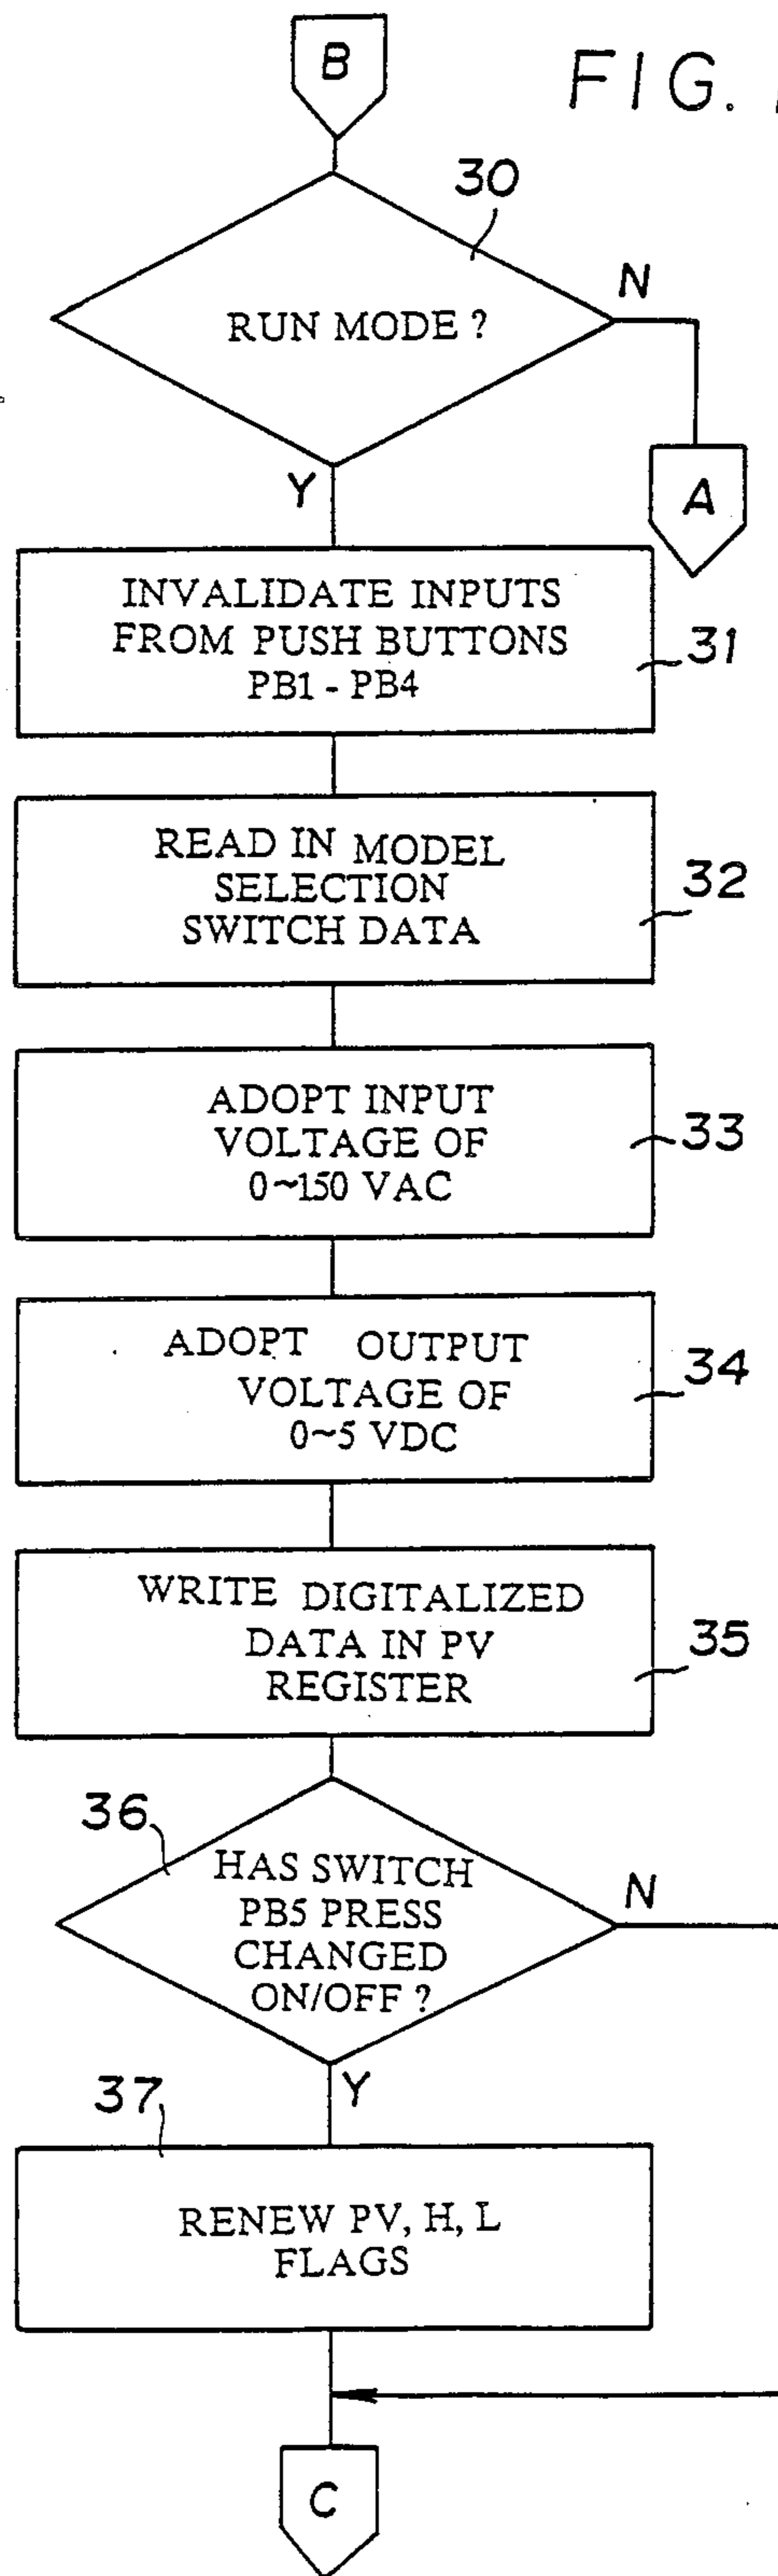 B
FIG.
30
RUN MODE ?
N
Y
A
INVALIDATE INPUTS
FROM PUSH BUTTONS
PB1 - PB4
31
READ IN MODEL
SELECTION
SWITCH DATA
32
ADOPT INPUT
VOLTAGE OF
0~150 VAC
33
ADOPT OUTPUT
VOLTAGE OF
0~5 VDC
34
WRITE DIGITALIZED
DATA IN PV
REGISTER
35
36
HAS SWITCH
PB5 PRESS
CHANGED
ON/OFF ?
N
Y
37
RENEW PV, H, L
FLAGS
C